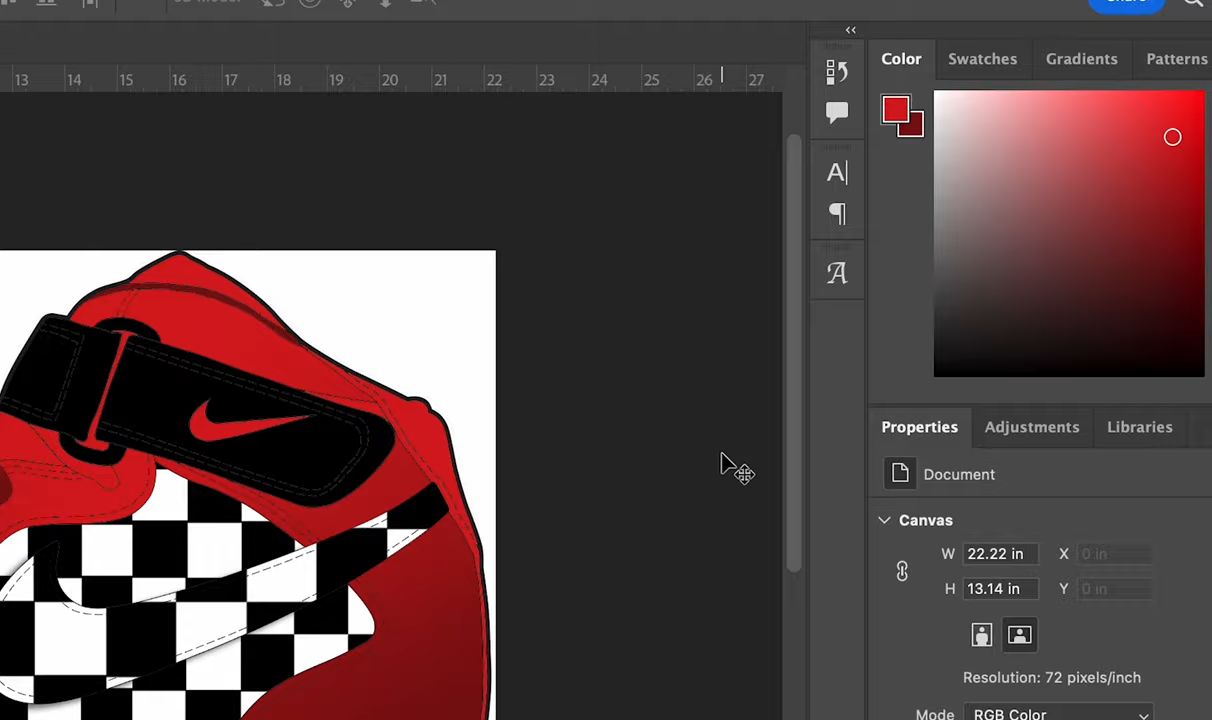 Share
13 14 15 16 17 18 19 20 21 22 23 24 25 26 27
Color Swatches Gradients Patterns
A|
¶
A
Properties Adjustments Libraries
Document
Canvas
W 22.22 in X 0 in
H 13.14 in Y 0 in
Resolution: 72 pixels/inch
Mode RGB Color